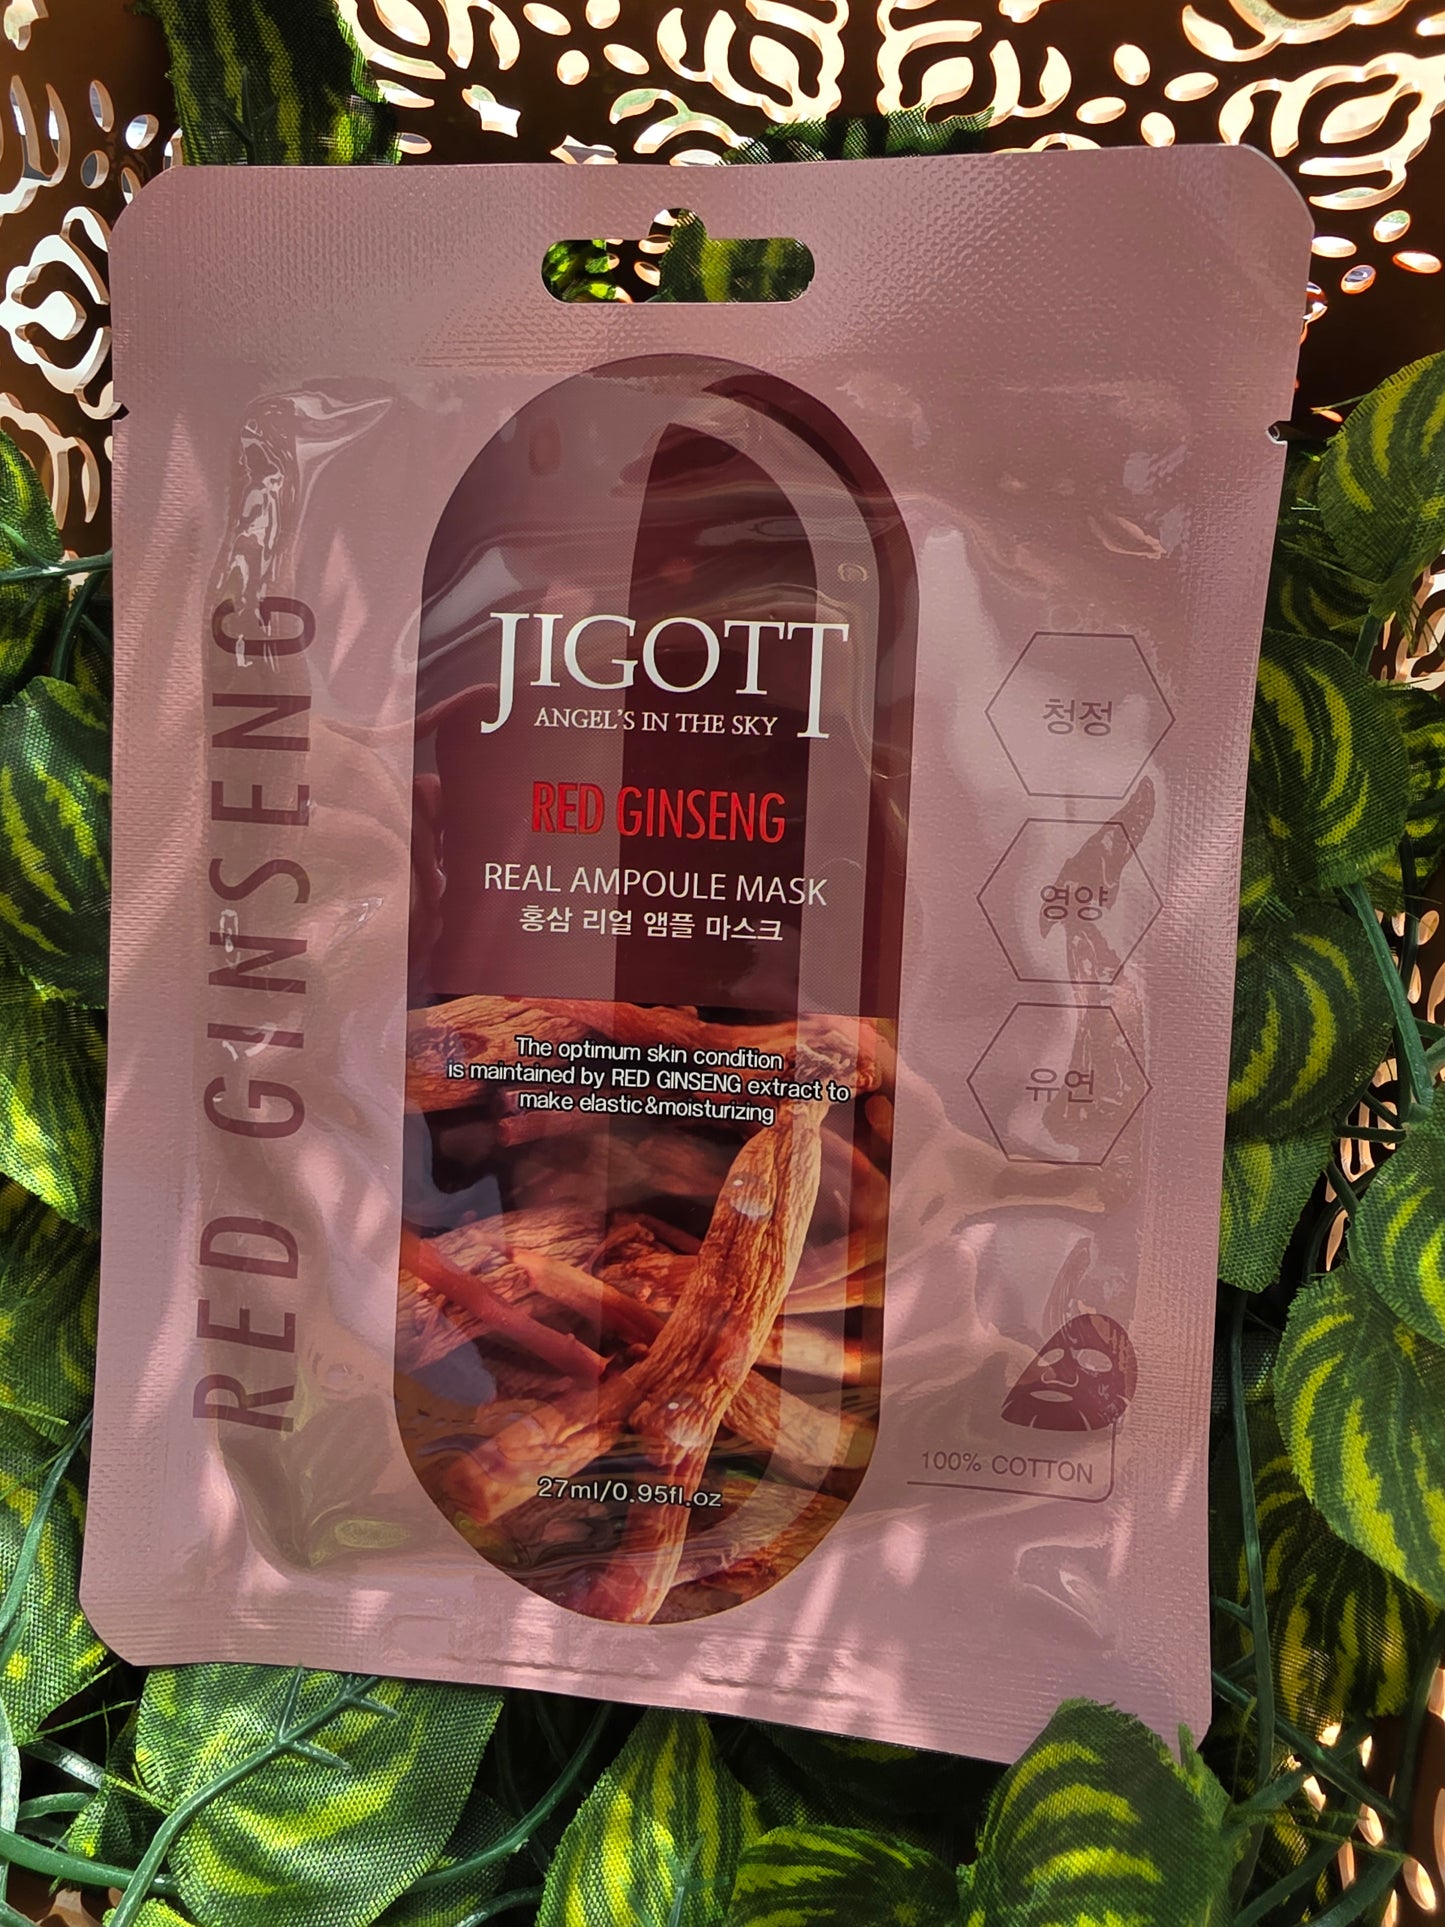 JIGOTT
ANGEL'S IN THE SKY
RED GINSENG
REAL AMPOULE MASK
홍삼 리얼 앰플 마스크
The optimum skin condition
is maintained by RED GINSENG extract to
make elastic&moisturizing
27ml/0.95fl.oz
RED GINSENG
청정
영양
유연
100% COTTON